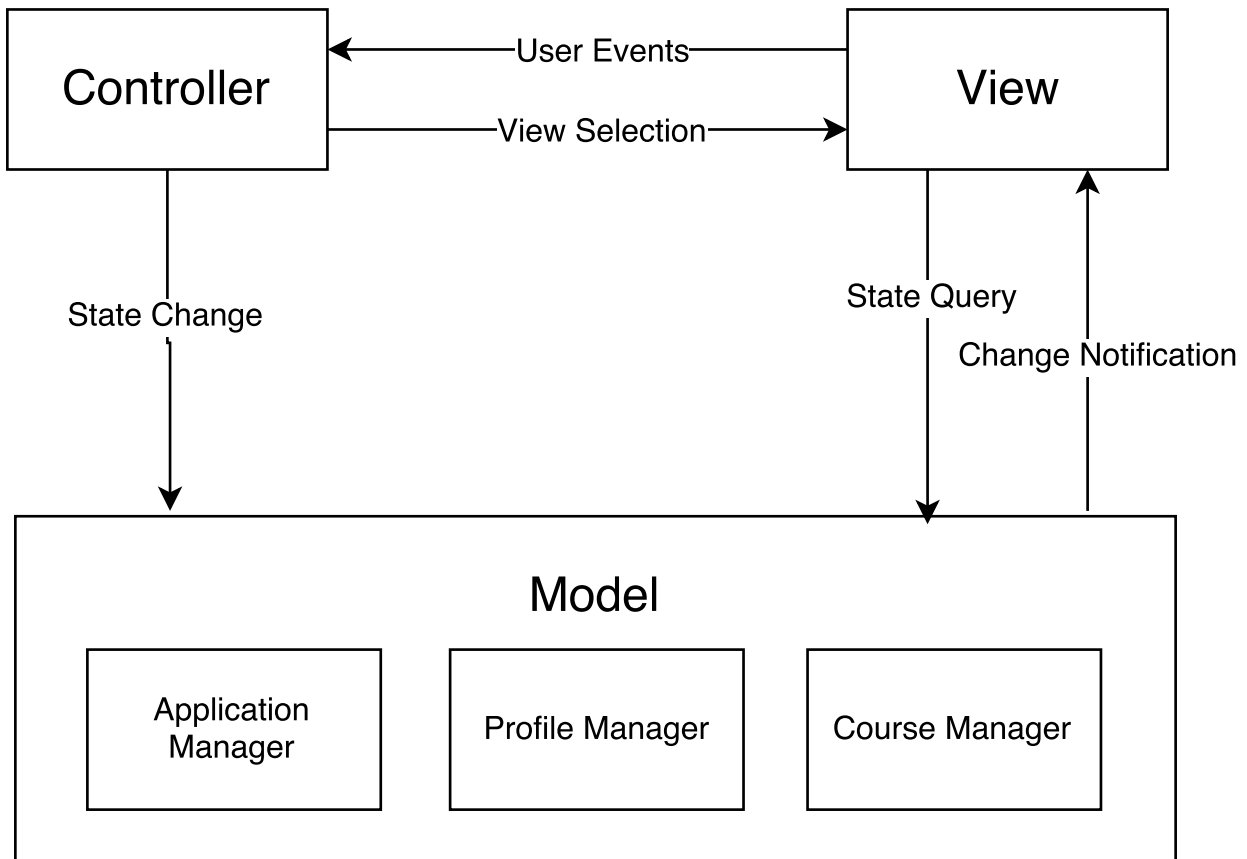 User Events
Controller
View
View Selection
State Query
State Change
Change Notification
Model
Application
Manager
Profile Manager
Course Manager